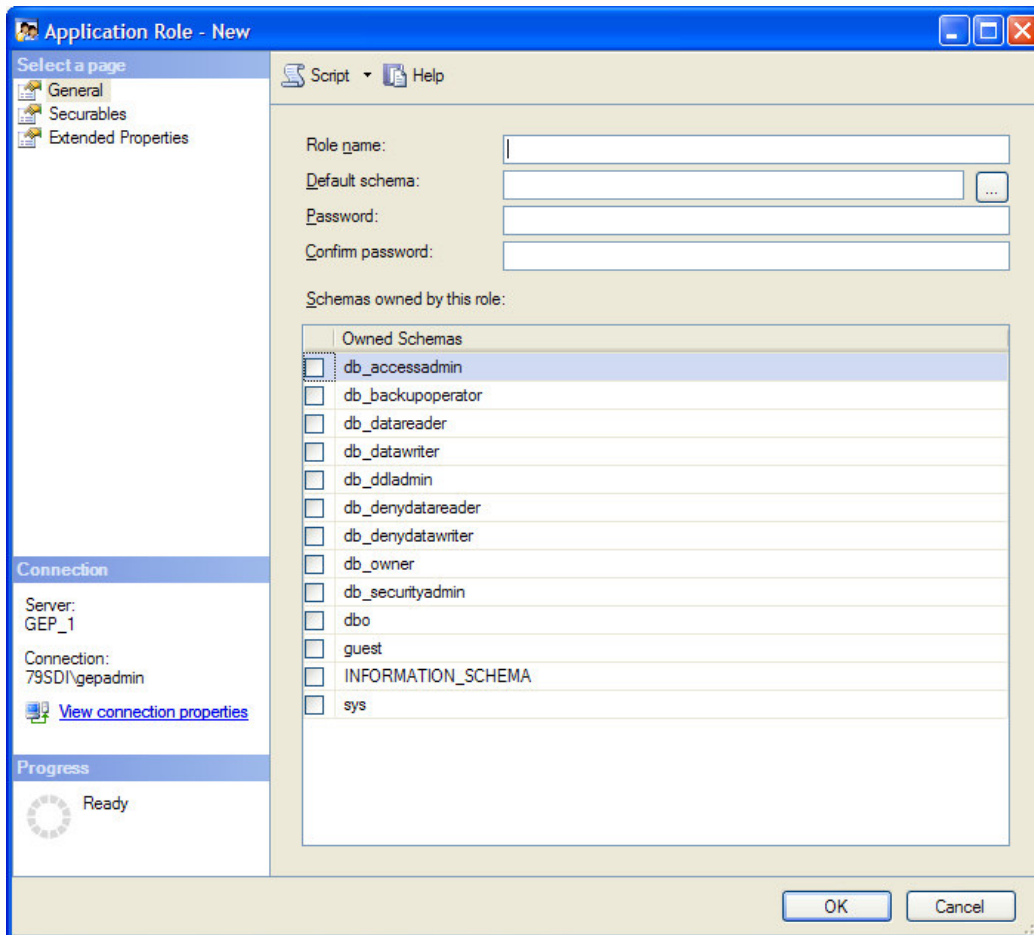 Application Role - New
Select a page
General
Securables
Extended Properties
Script
Help
Role name:
Default schema:
...
Password:
Confirm password:
Schemas owned by this role:
Owned Schemas
db_accessadmin
db_backupoperator
db_datareader
db_datawriter
db_ddladmin
db_denydatareader
db_denydatawriter
db_owner
db_securityadmin
dbo
guest
INFORMATION_SCHEMA
sys
Connection
Server:
GEP_1
Connection:
79SDI\gepadmin
View connection properties
Progress
Ready
OK
Cancel